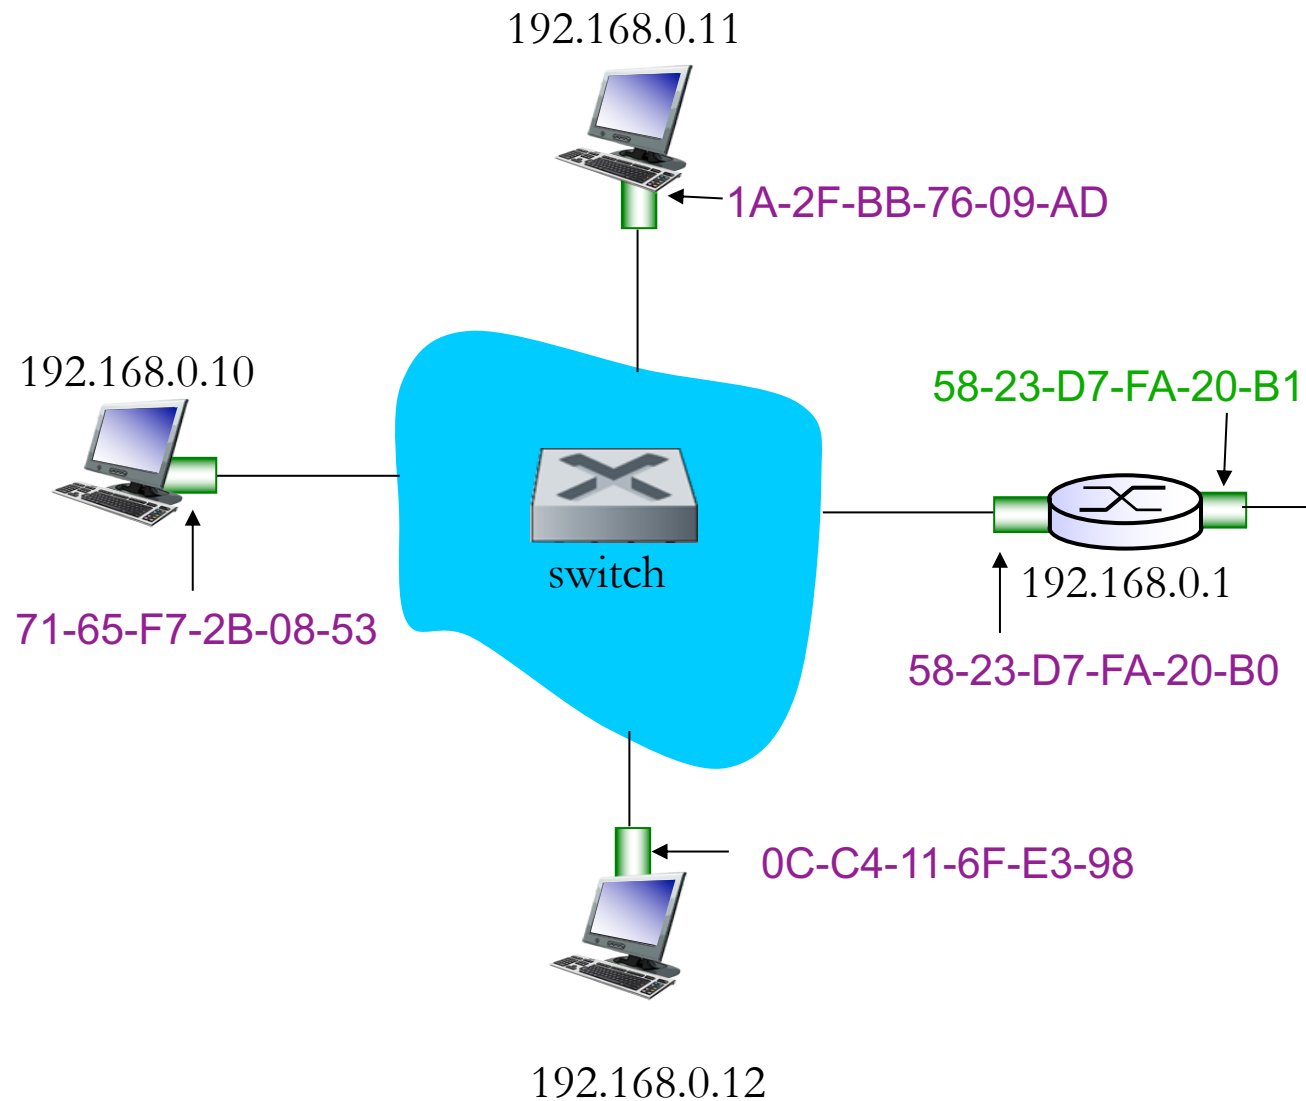 192.168.0.11
1A-2F-BB-76-09-AD
192.168.0.10
58-23-D7-FA-20-B1
switch
192.168.0.1
71-65-F7-2B-08-53
58-23-D7-FA-20-B0
0C-C4-11-6F-E3-98
192.168.0.12